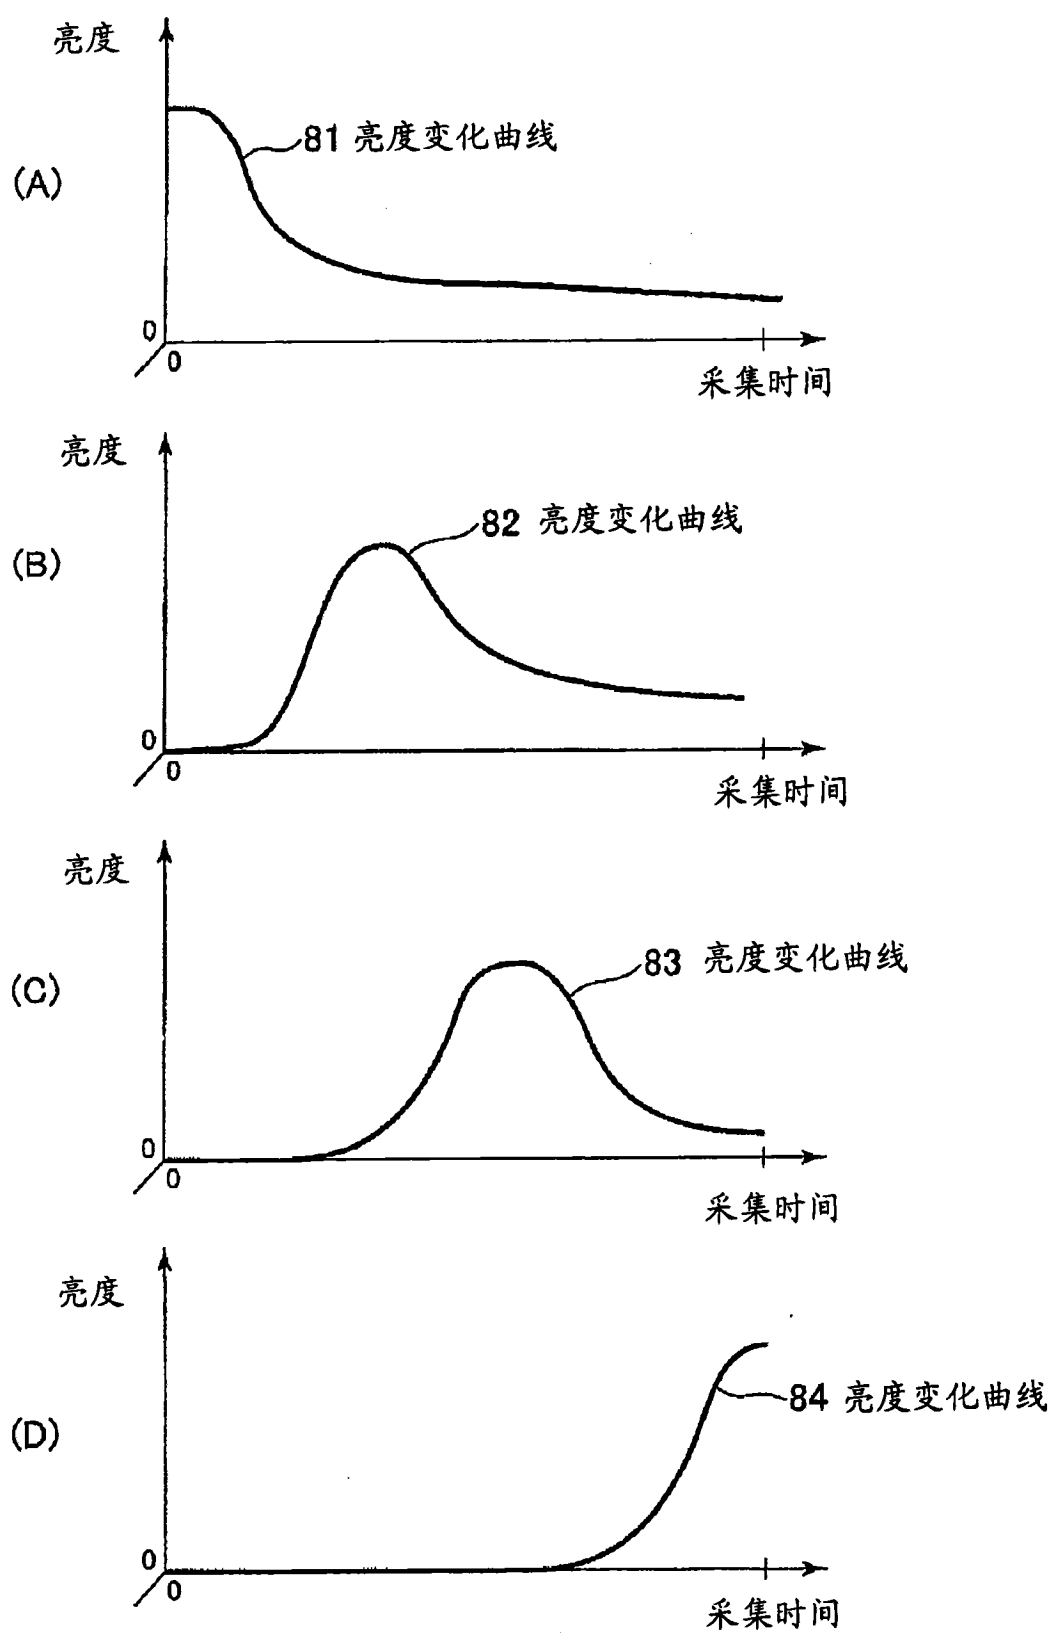 亮度
81 亮度变化曲线
(A)
0
0
采集时间
亮度
82 亮度变化曲线
(B)
0
0
采集时间
亮度
83 亮度变化曲线
(C)
0
0
采集时间
亮度
84 亮度变化曲线
(D)
0
0
采集时间